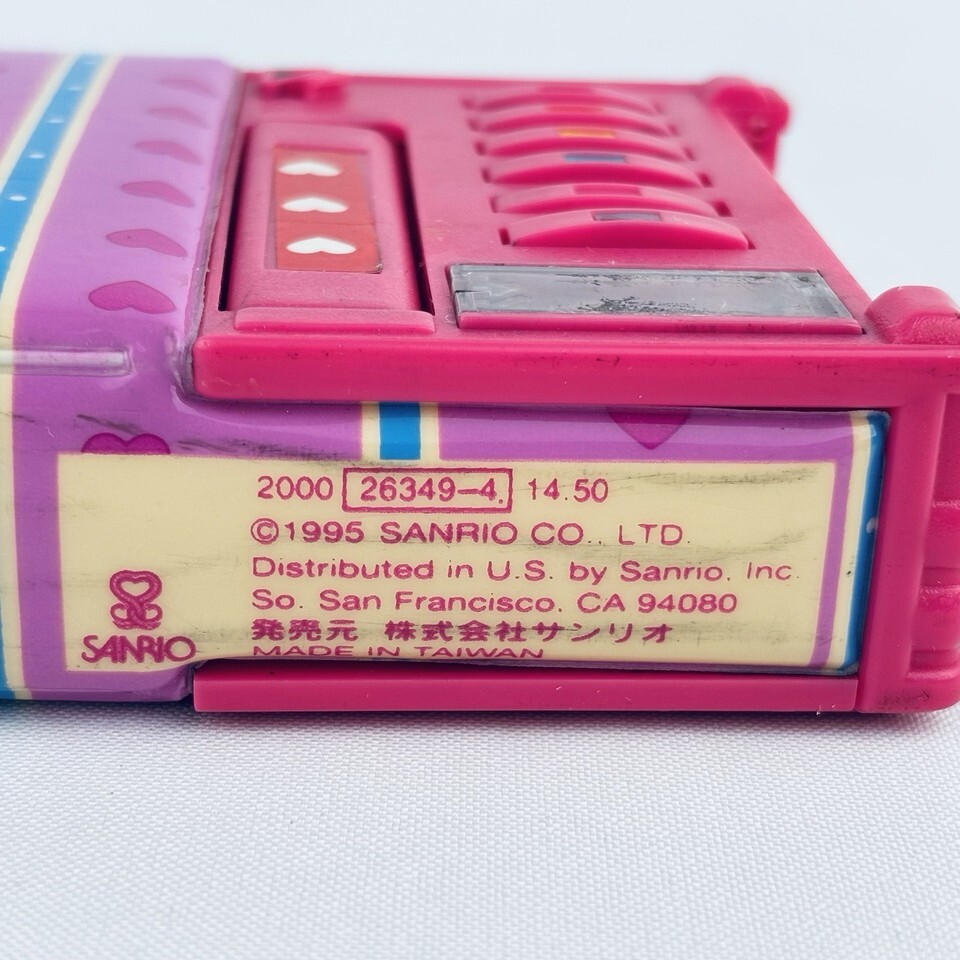 2000 26349-4 14.50
©1995 SANRIO CO., LTD.
Distributed in U.S. by Sanrio, Inc.
So. San Francisco, CA 94080
発売元 株式会社サンリオ
MADE IN TAIWAN
SANRIO